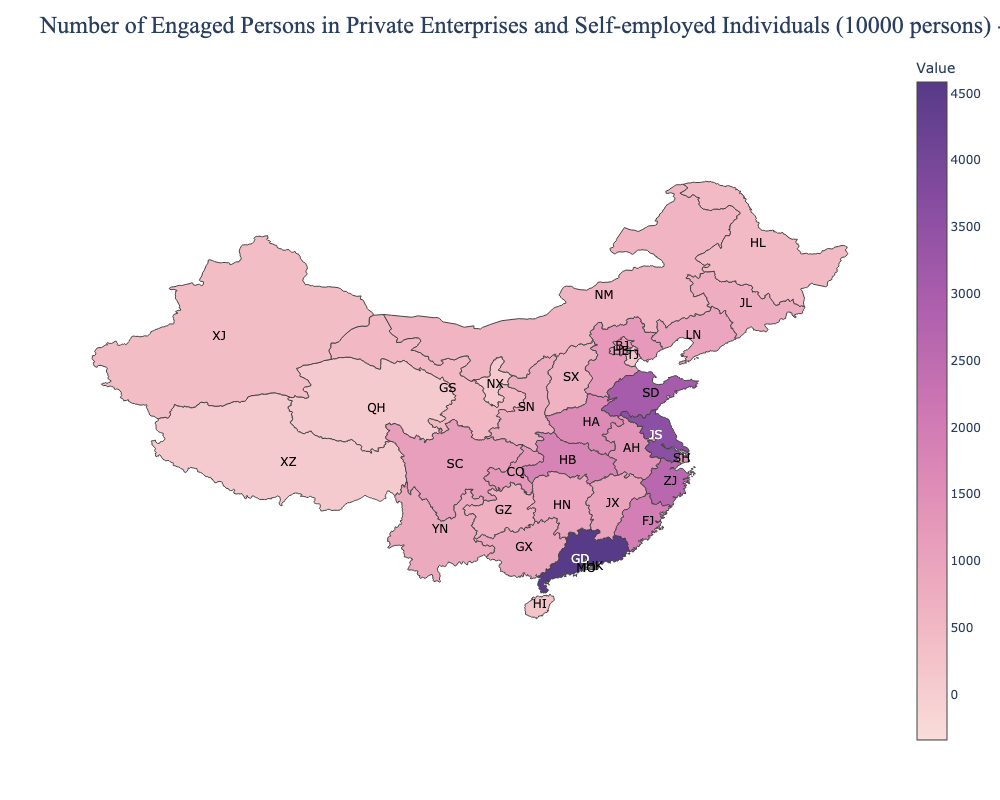 Number of Engaged Persons in Private Enterprises and Self-employed Individuals (10000 persons) -
Value
4500
4000
3500
3000
2500
2000
1500
1000
500
0
HL
NM
JL
XJ
LN
BJ
HE
TJ
SX
NX
GS
SD
QH
SN
HA
JS
AH
SH
XZ
SC
HB
CQ
ZJ
GZ
HN
JX
FJ
YN
GX
GD
HK
MO
HI